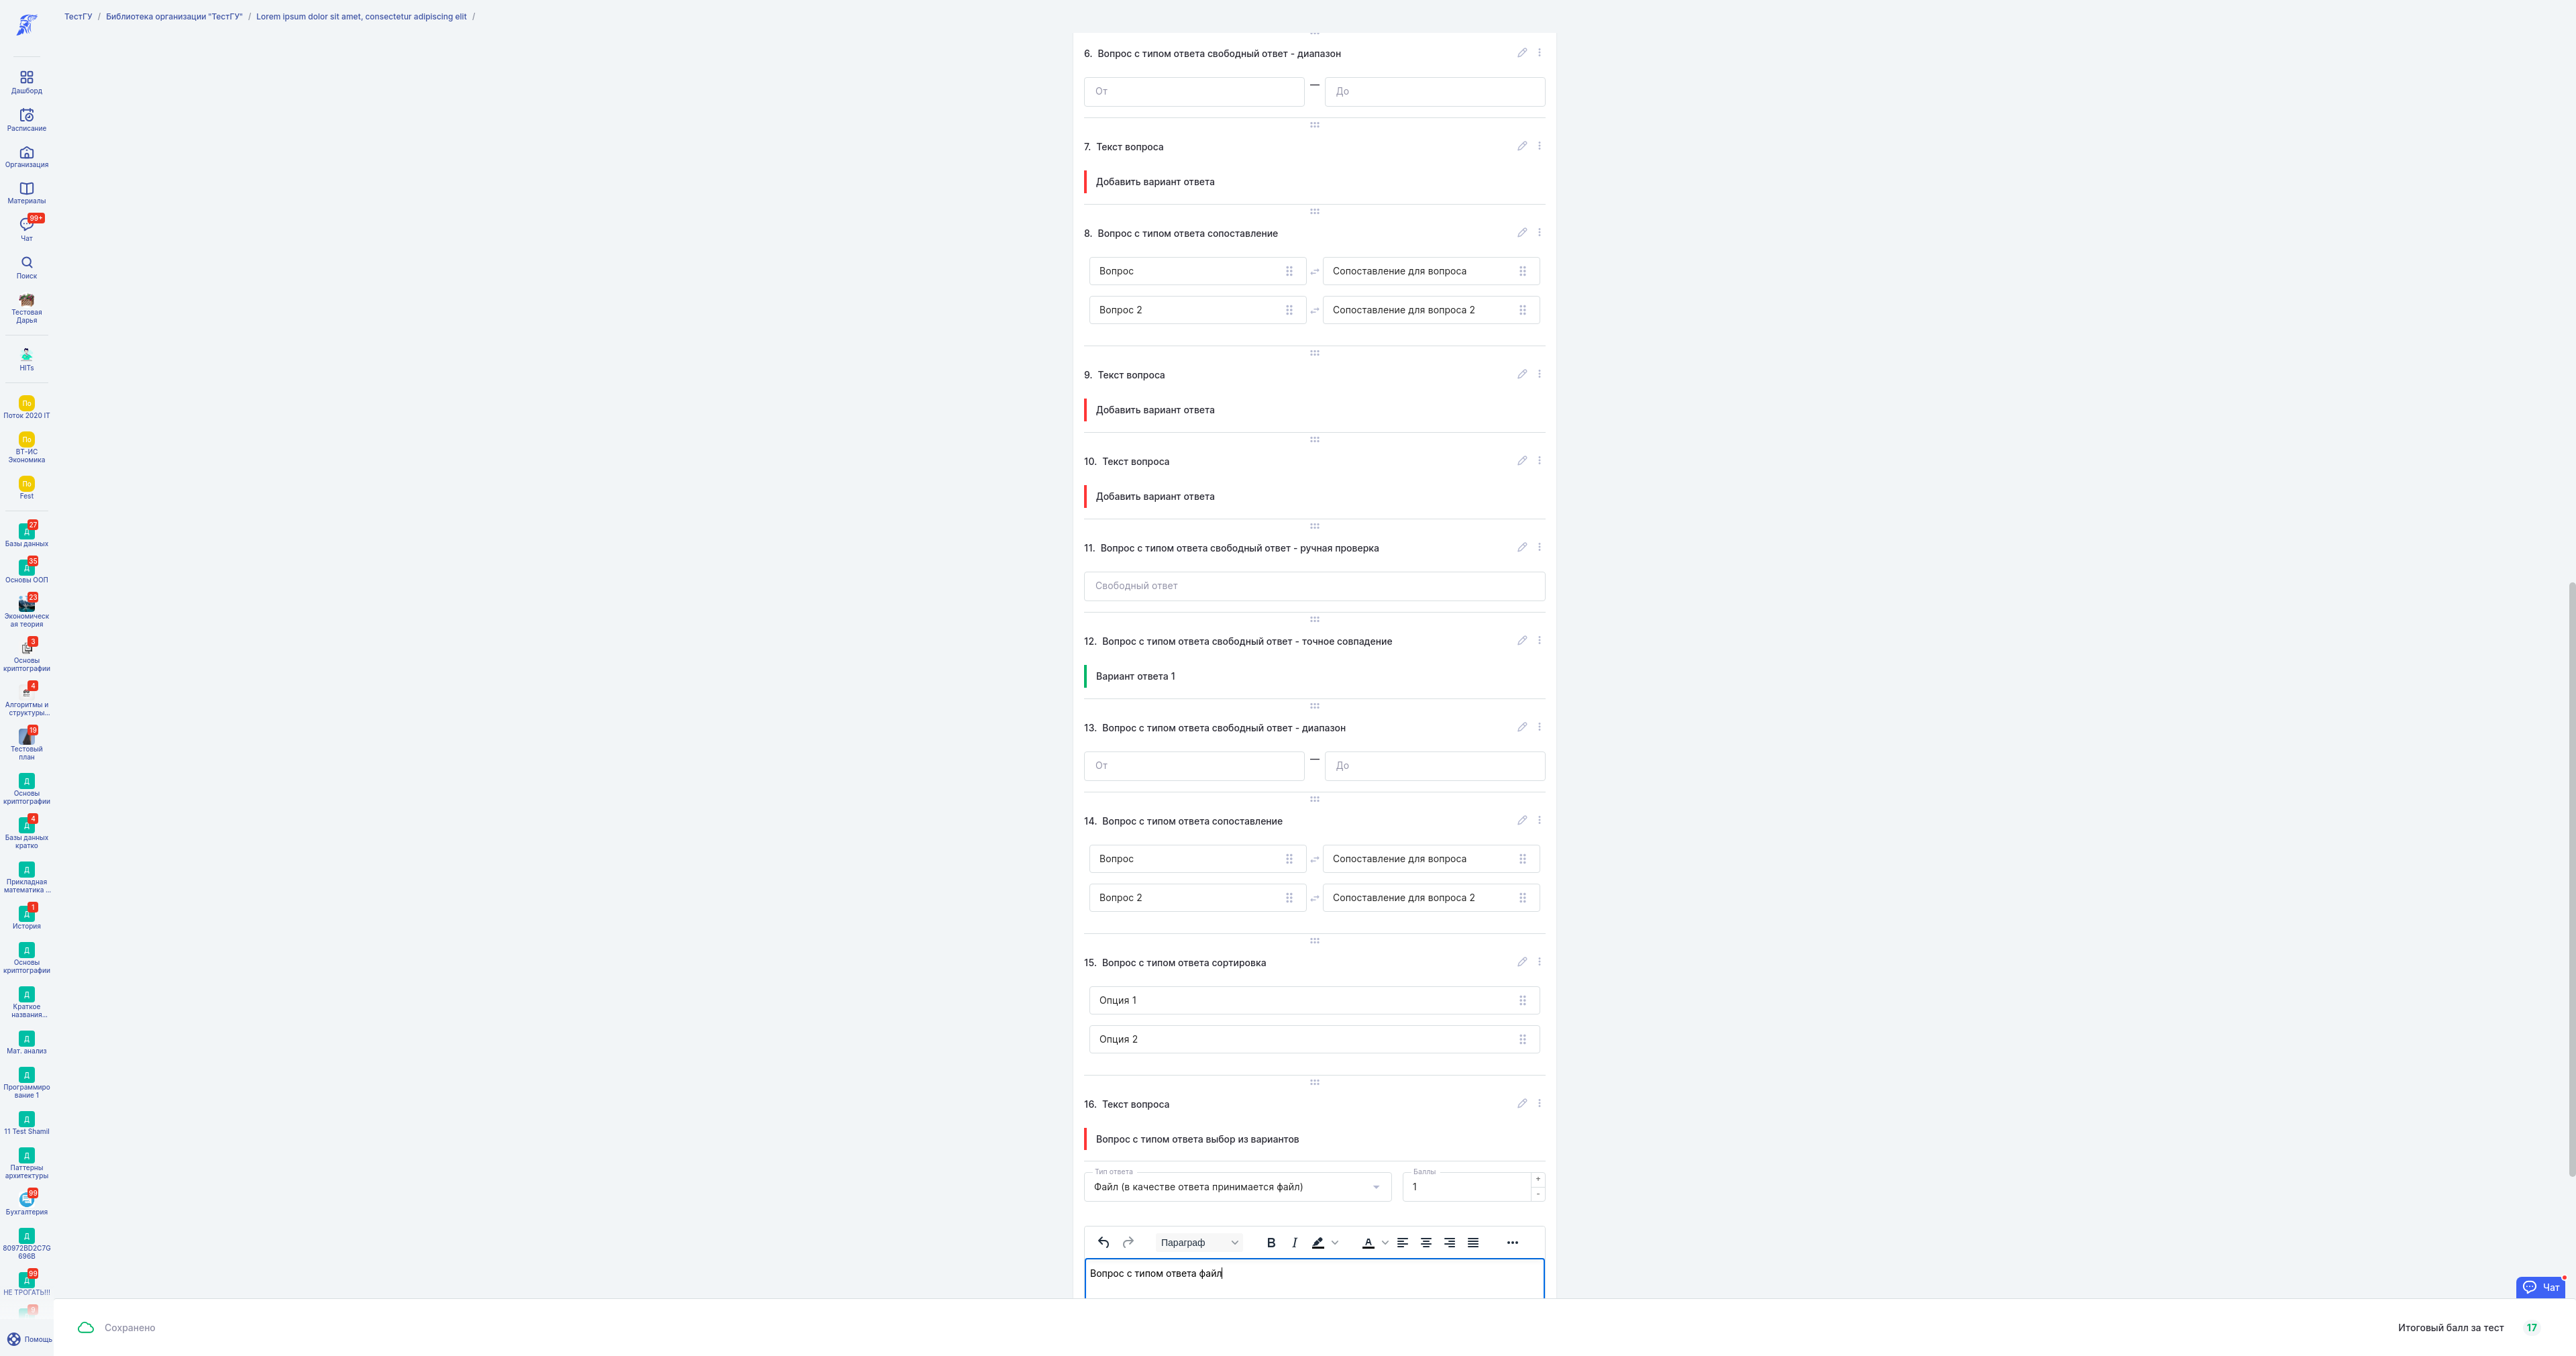 ТестГУ / Библиотека организации "ТестГУ" / Lorem ipsum dolor sit amet, consectetur adipiscing elit /
Дашборд
Расписание
Организация
Материалы
99+
Чат
Поиск
Тестовая
Дарья
HITs
По
Поток 2020 IT
По
ВТ-ИС
Экономика
По
Fest
27
Д
Базы данных
35
Д
Основы ООП
23
Экономическ
ая теория
3
Основы
криптографии
4
Алгоритмы и
структуры...
19
Тестовый
план
Д
Основы
криптографии
4
Д
Базы данных
кратко
Д
Прикладная
математика ...
1
Д
История
Д
Основы
криптографии
Д
Краткое
названия...
Д
Мат. анализ
Д
Программиро
вание 1
Д
11 Test Shamil
Д
Паттерны
архитектуры
99
Бухгалтерия
Д
80972BD2C7G
696B
99
Д
НЕ ТРОГАТЬ!!!
Помощь
6. Вопрос с типом ответа свободный ответ - диапазон
От — До
7. Текст вопроса
Добавить вариант ответа
8. Вопрос с типом ответа сопоставление
Вопрос Сопоставление для вопроса
Вопрос 2 Сопоставление для вопроса 2
9. Текст вопроса
Добавить вариант ответа
10. Текст вопроса
Добавить вариант ответа
11. Вопрос с типом ответа свободный ответ - ручная проверка
Свободный ответ
12. Вопрос с типом ответа свободный ответ - точное совпадение
Вариант ответа 1
13. Вопрос с типом ответа свободный ответ - диапазон
От — До
14. Вопрос с типом ответа сопоставление
Вопрос Сопоставление для вопроса
Вопрос 2 Сопоставление для вопроса 2
15. Вопрос с типом ответа сортировка
Опция 1
Опция 2
16. Текст вопроса
Вопрос с типом ответа выбор из вариантов
Тип ответа Баллы
Файл (в качестве ответа принимается файл) 1 + -
Параграф B I A
Вопрос с типом ответа файл
Чат
Сохранено Итоговый балл за тест 17